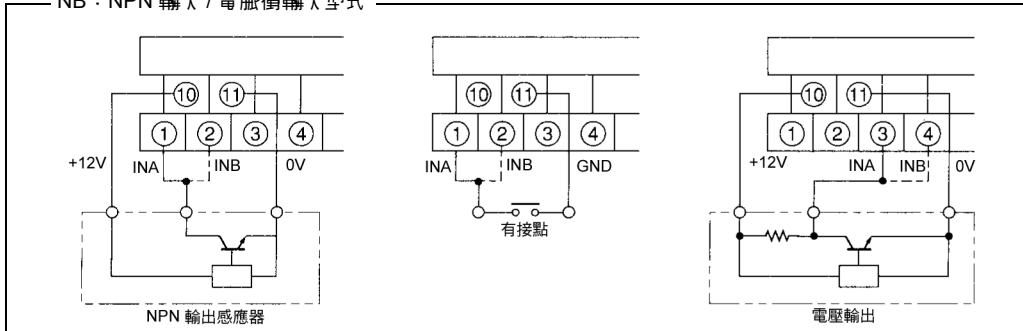 NB：NPN 輸入 / 電脈衝輸入型式
10 11 10 11 10 11
1 2 3 4 1 2 3 4 1 2 3 4
+12V INA INB 0V INA INB GND +12V INA INB 0V
有接點
NPN 輸出感應器 電壓輸出